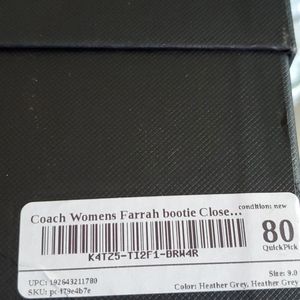 condition: new
Coach Womens Farrah bootie Close...
80
QuickPick
K4TZ5-TI2F1-BRW4R
Size: 9.0
UPC: 192643211780
Color: Heather Grey, Heather Grey
SKU: pc479e4b7e